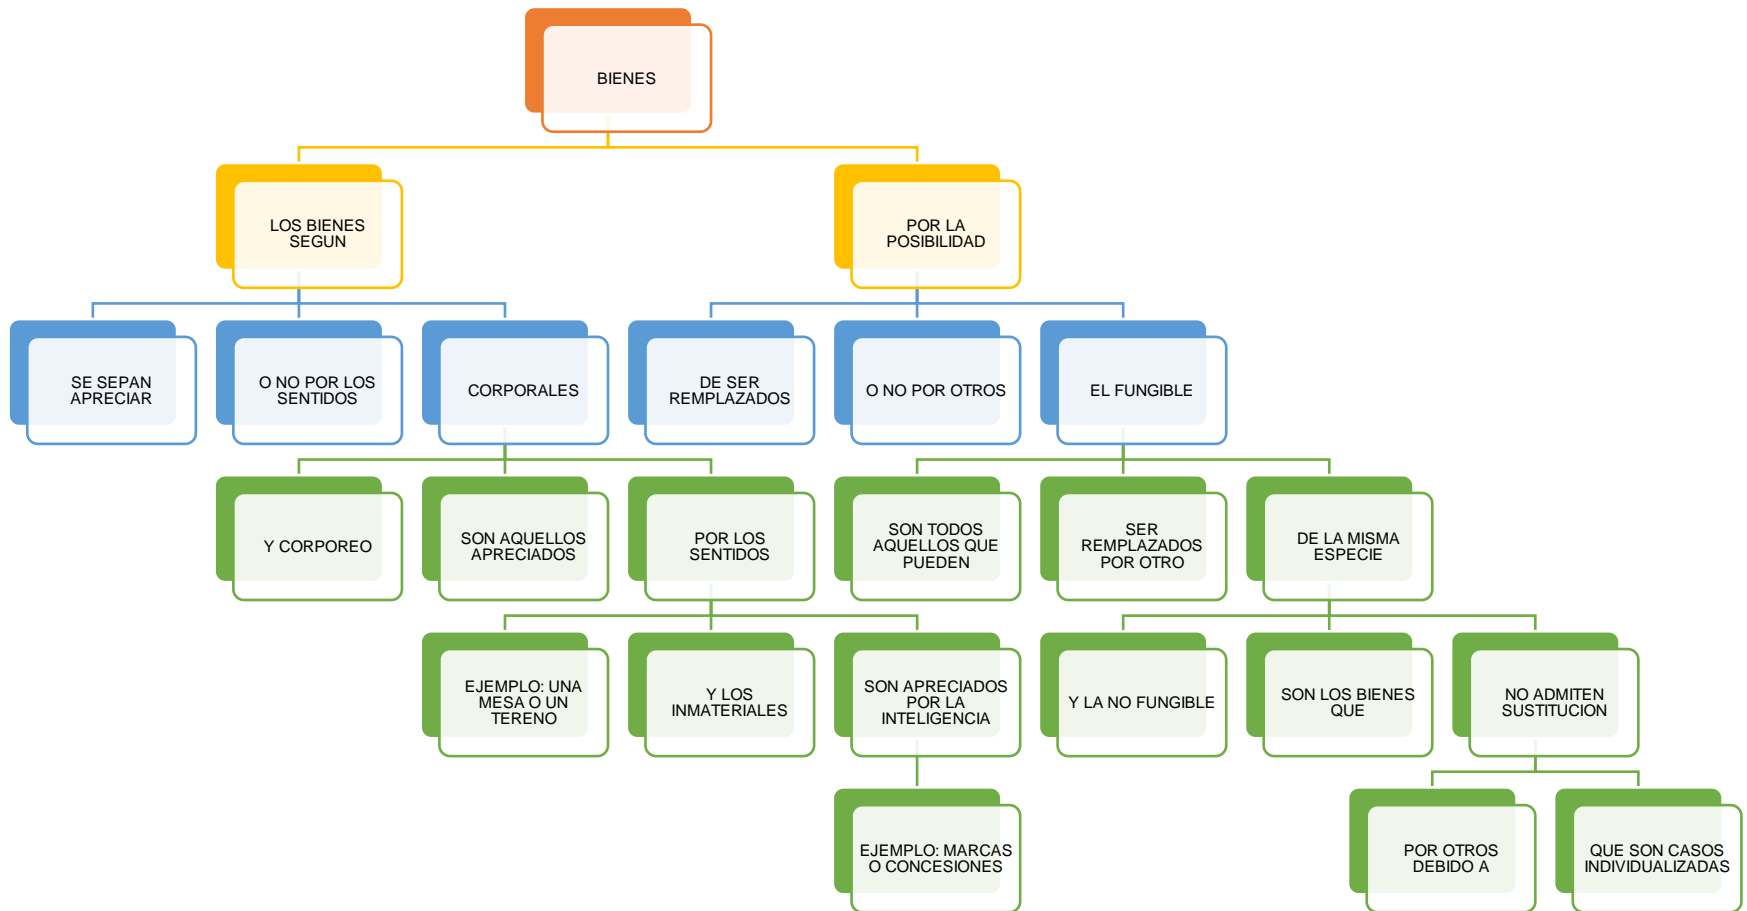 BIENES
LOS BIENES
SEGUN
POR LA
POSIBILIDAD
SE SEPAN
APRECIAR
O NO POR LOS
SENTIDOS
CORPORALES
DE SER
REMPLAZADOS
O NO POR OTROS
EL FUNGIBLE
Y CORPOREO
SON AQUELLOS
APRECIADOS
POR LOS
SENTIDOS
SON TODOS
AQUELLOS QUE
PUEDEN
SER
REMPLAZADOS
POR OTRO
DE LA MISMA
ESPECIE
EJEMPLO: UNA
MESA O UN
TERENO
Y LOS
INMATERIALES
SON APRECIADOS
POR LA
INTELIGENCIA
Y LA NO FUNGIBLE
SON LOS BIENES
QUE
NO ADMITEN
SUSTITUCION
EJEMPLO: MARCAS
O CONCESIONES
POR OTROS
DEBIDO A
QUE SON CASOS
INDIVIDUALIZADAS